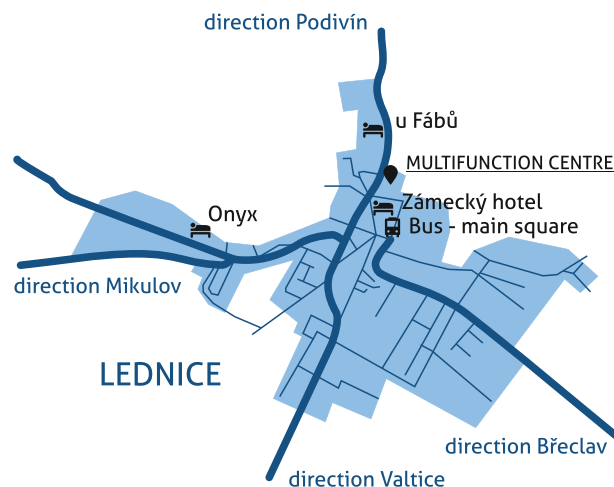 direction Podivín
u Fábů
MULTIFUNCTION CENTRE
Zámecký hotel
Onyx
Bus - main square
direction Mikulov
LEDNICE
direction Břeclav
direction Valtice